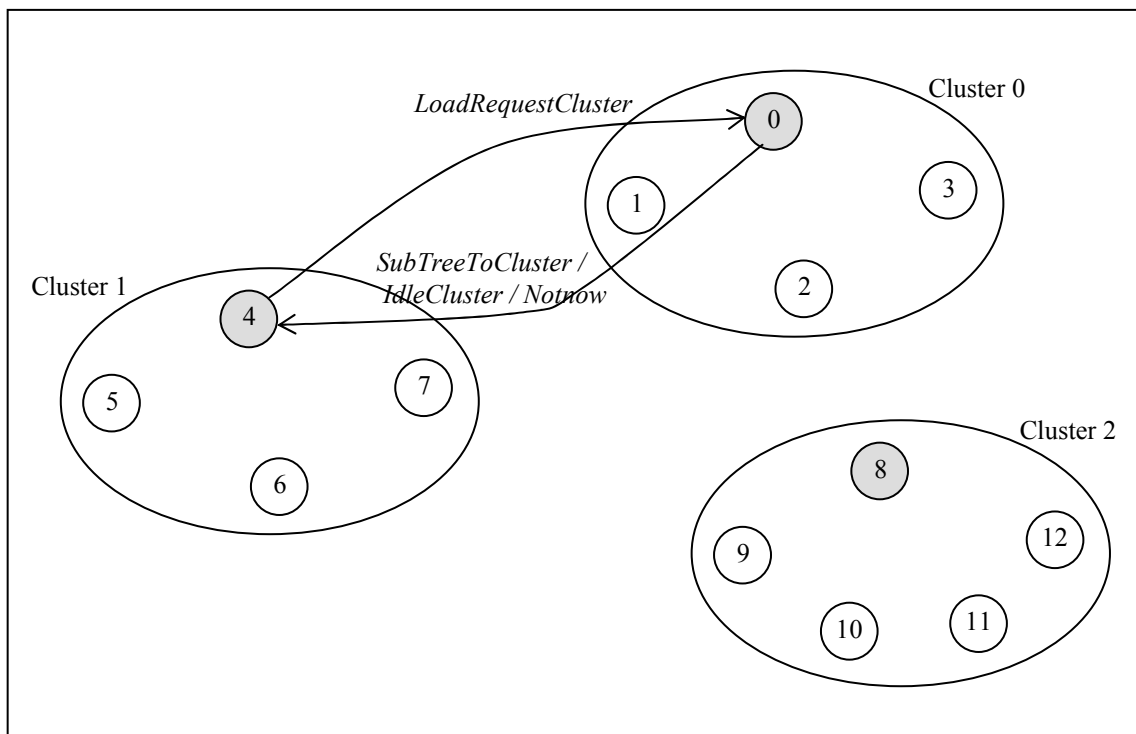 Cluster 0
LoadRequestCluster
0
3
1
SubTreeToCluster /
IdleCluster / Notnow
2
Cluster 1
4
7
5
6
Cluster 2
8
12
9
11
10